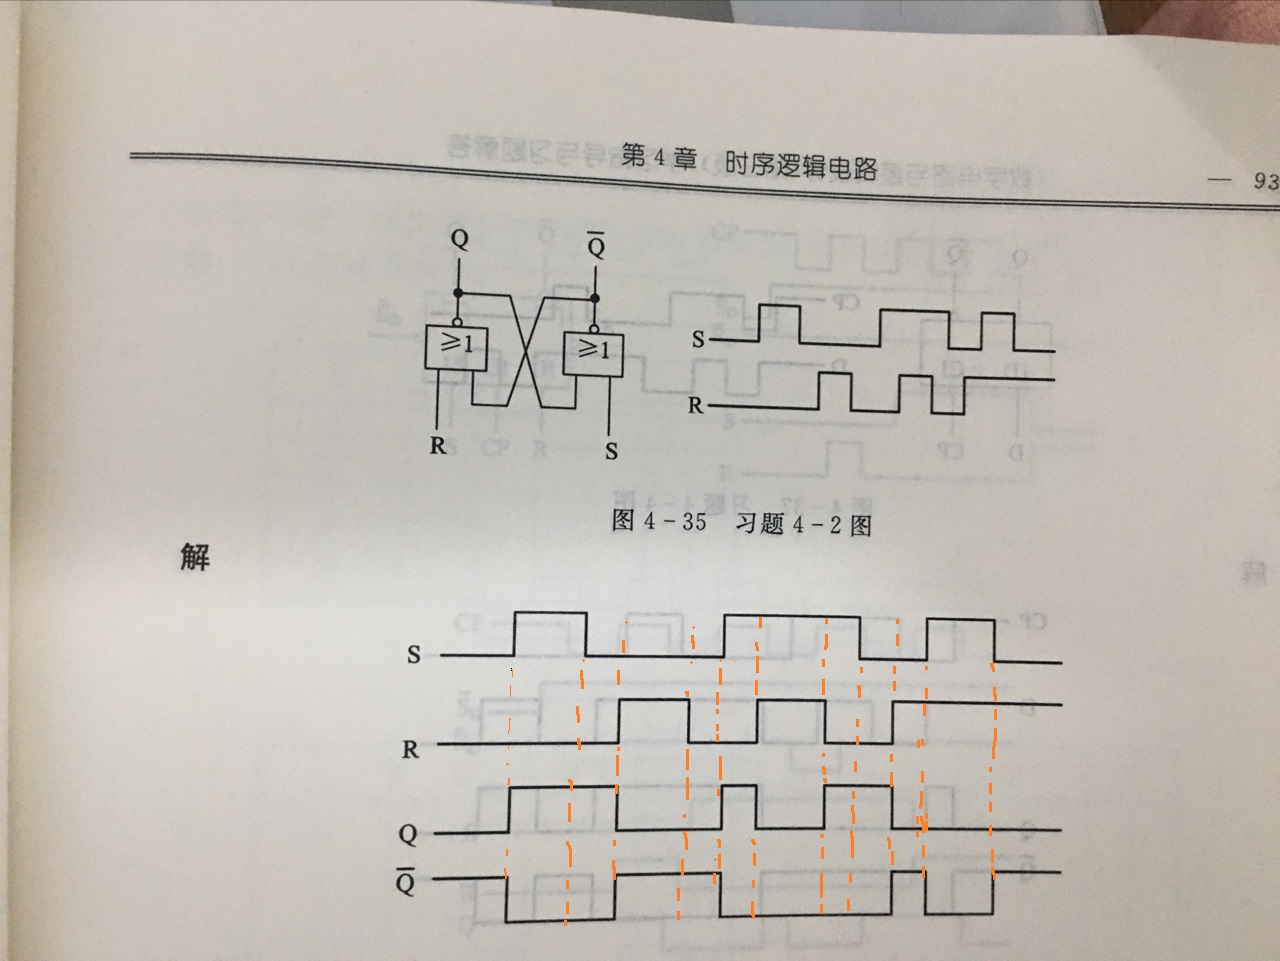 第4章 时序逻辑电路
— 93
Q Q̅
≥1 ≥1
S
R
R S
图4-35 习题4-2图
解
S
R
Q
Q̅